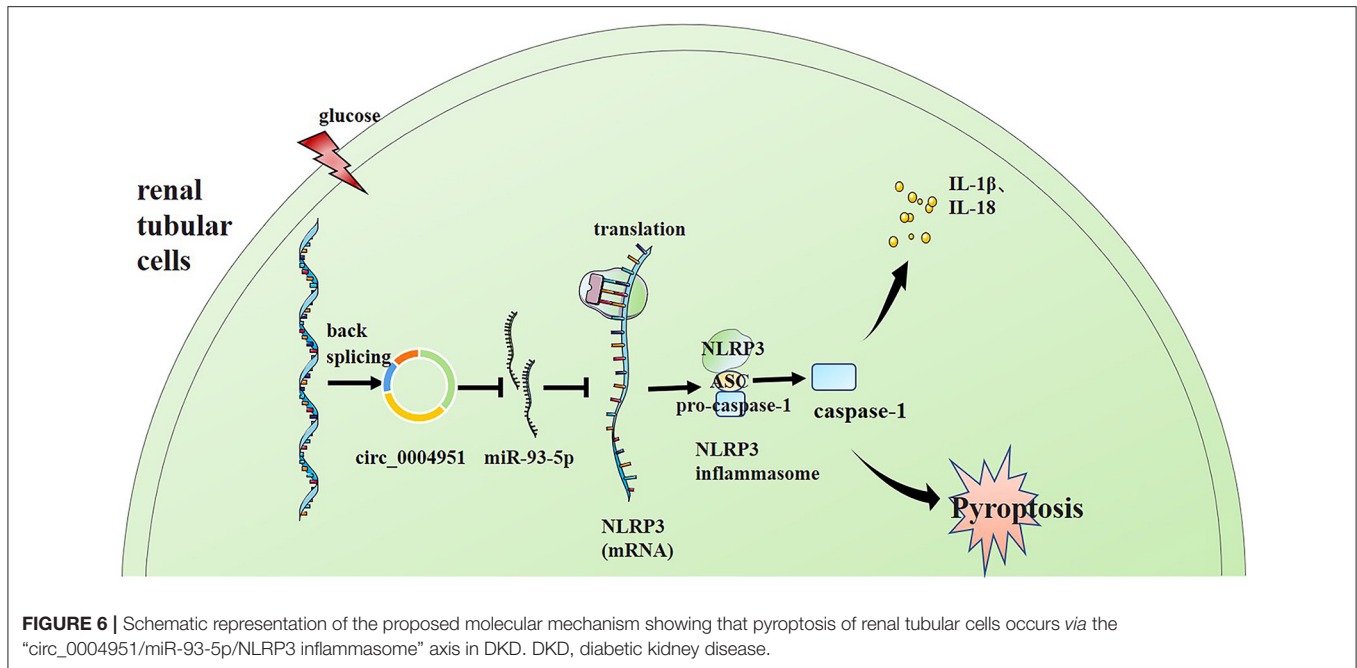 glucose
renal
tubular
cells
IL-1β、
IL-18
translation
back
splicing
NLRP3
ASC
pro-caspase-1
caspase-1
circ_0004951
miR-93-5p
NLRP3
inflammasome
Pyroptosis
NLRP3
(mRNA)
FIGURE 6 | Schematic representation of the proposed molecular mechanism showing that pyroptosis of renal tubular cells occurs via the
“circ_0004951/miR-93-5p/NLRP3 inflammasome” axis in DKD. DKD, diabetic kidney disease.